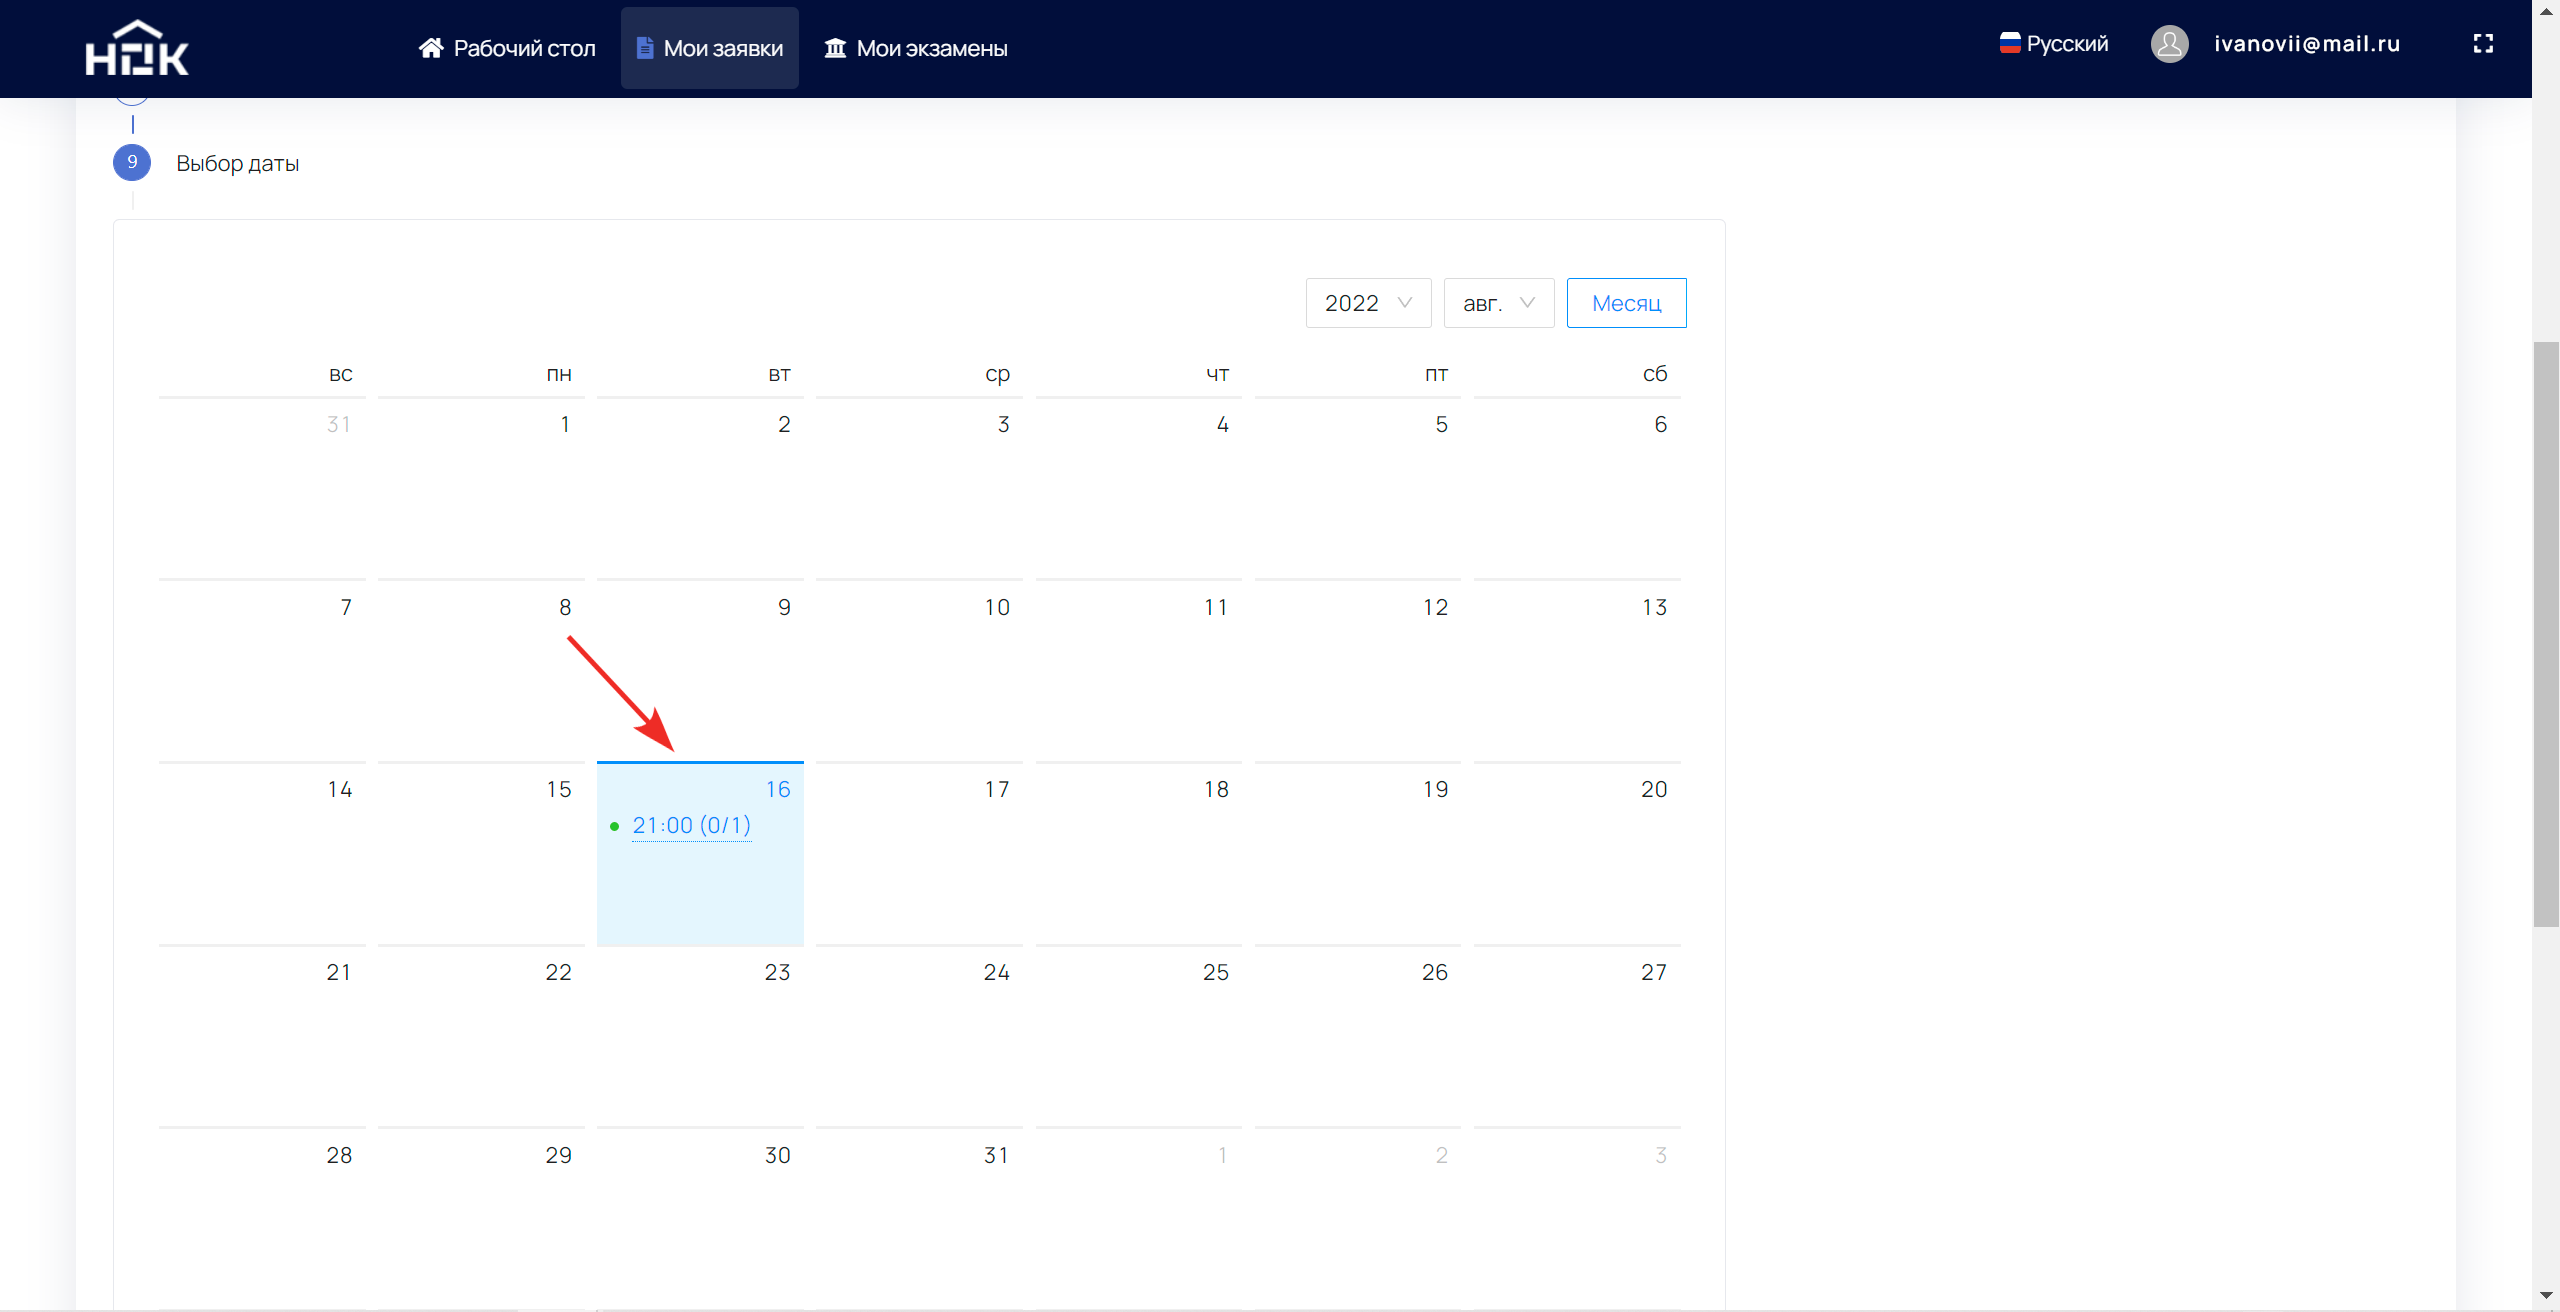 НОК
Рабочий стол
Мои заявки
Мои экзамены
Русский
ivanovii@mail.ru
9 Выбор даты
2022 авг. Месяц
вс пн вт ср чт пт сб
31 1 2 3 4 5 6
7 8 9 10 11 12 13
14 15 16 17 18 19 20
21:00 (0/1)
21 22 23 24 25 26 27
28 29 30 31 1 2 3